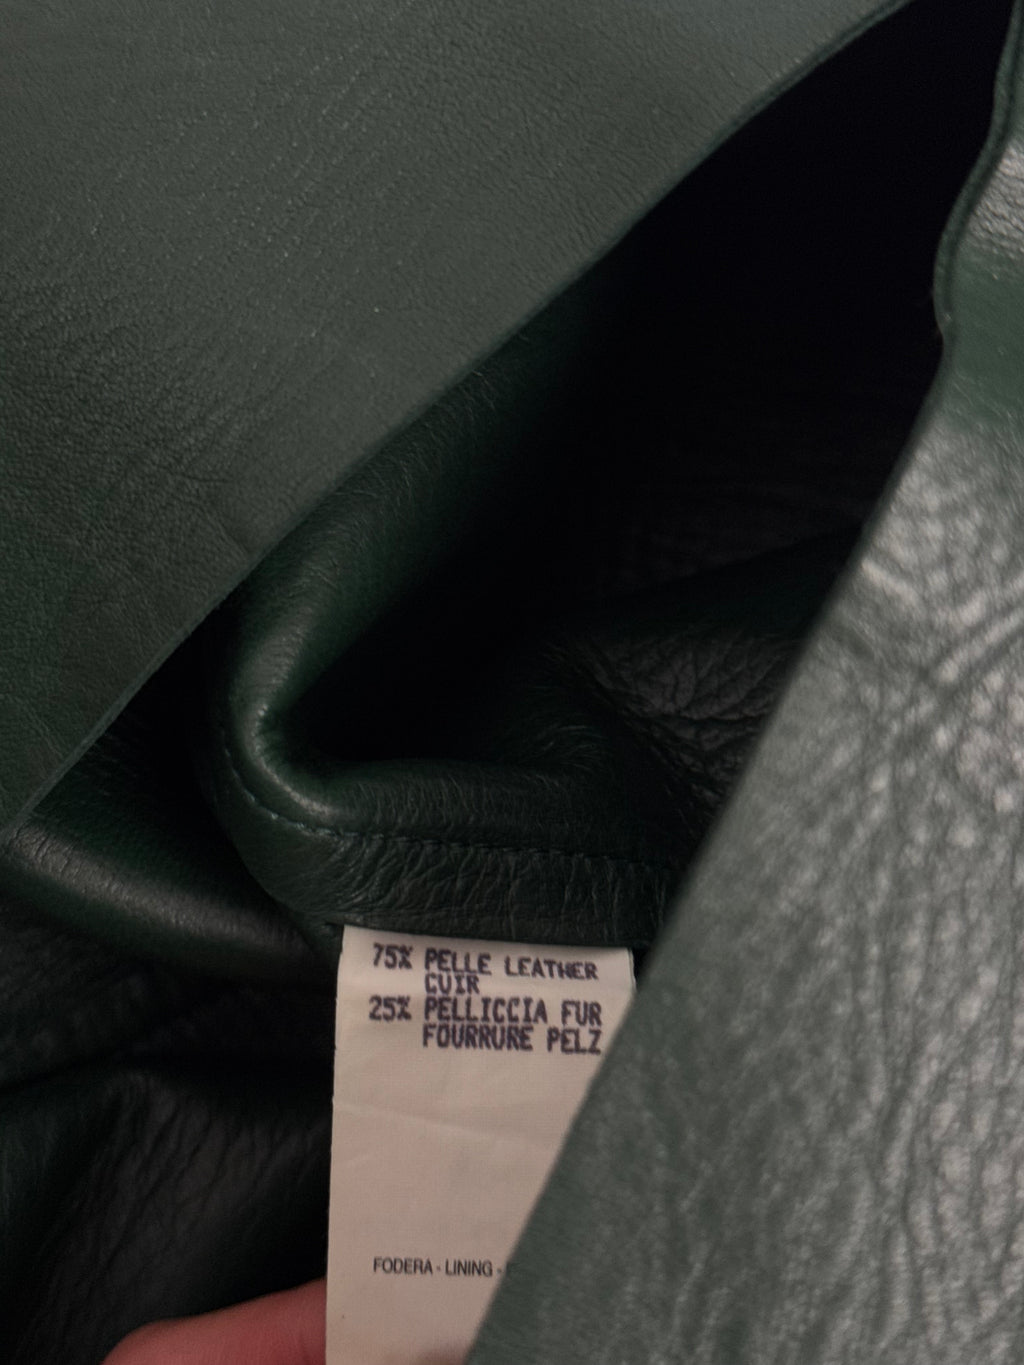 75% PELLE LEATHER
CUIR
25% PELLICCIA FUR
FOURRURE PELZ
FODERA - LINING -